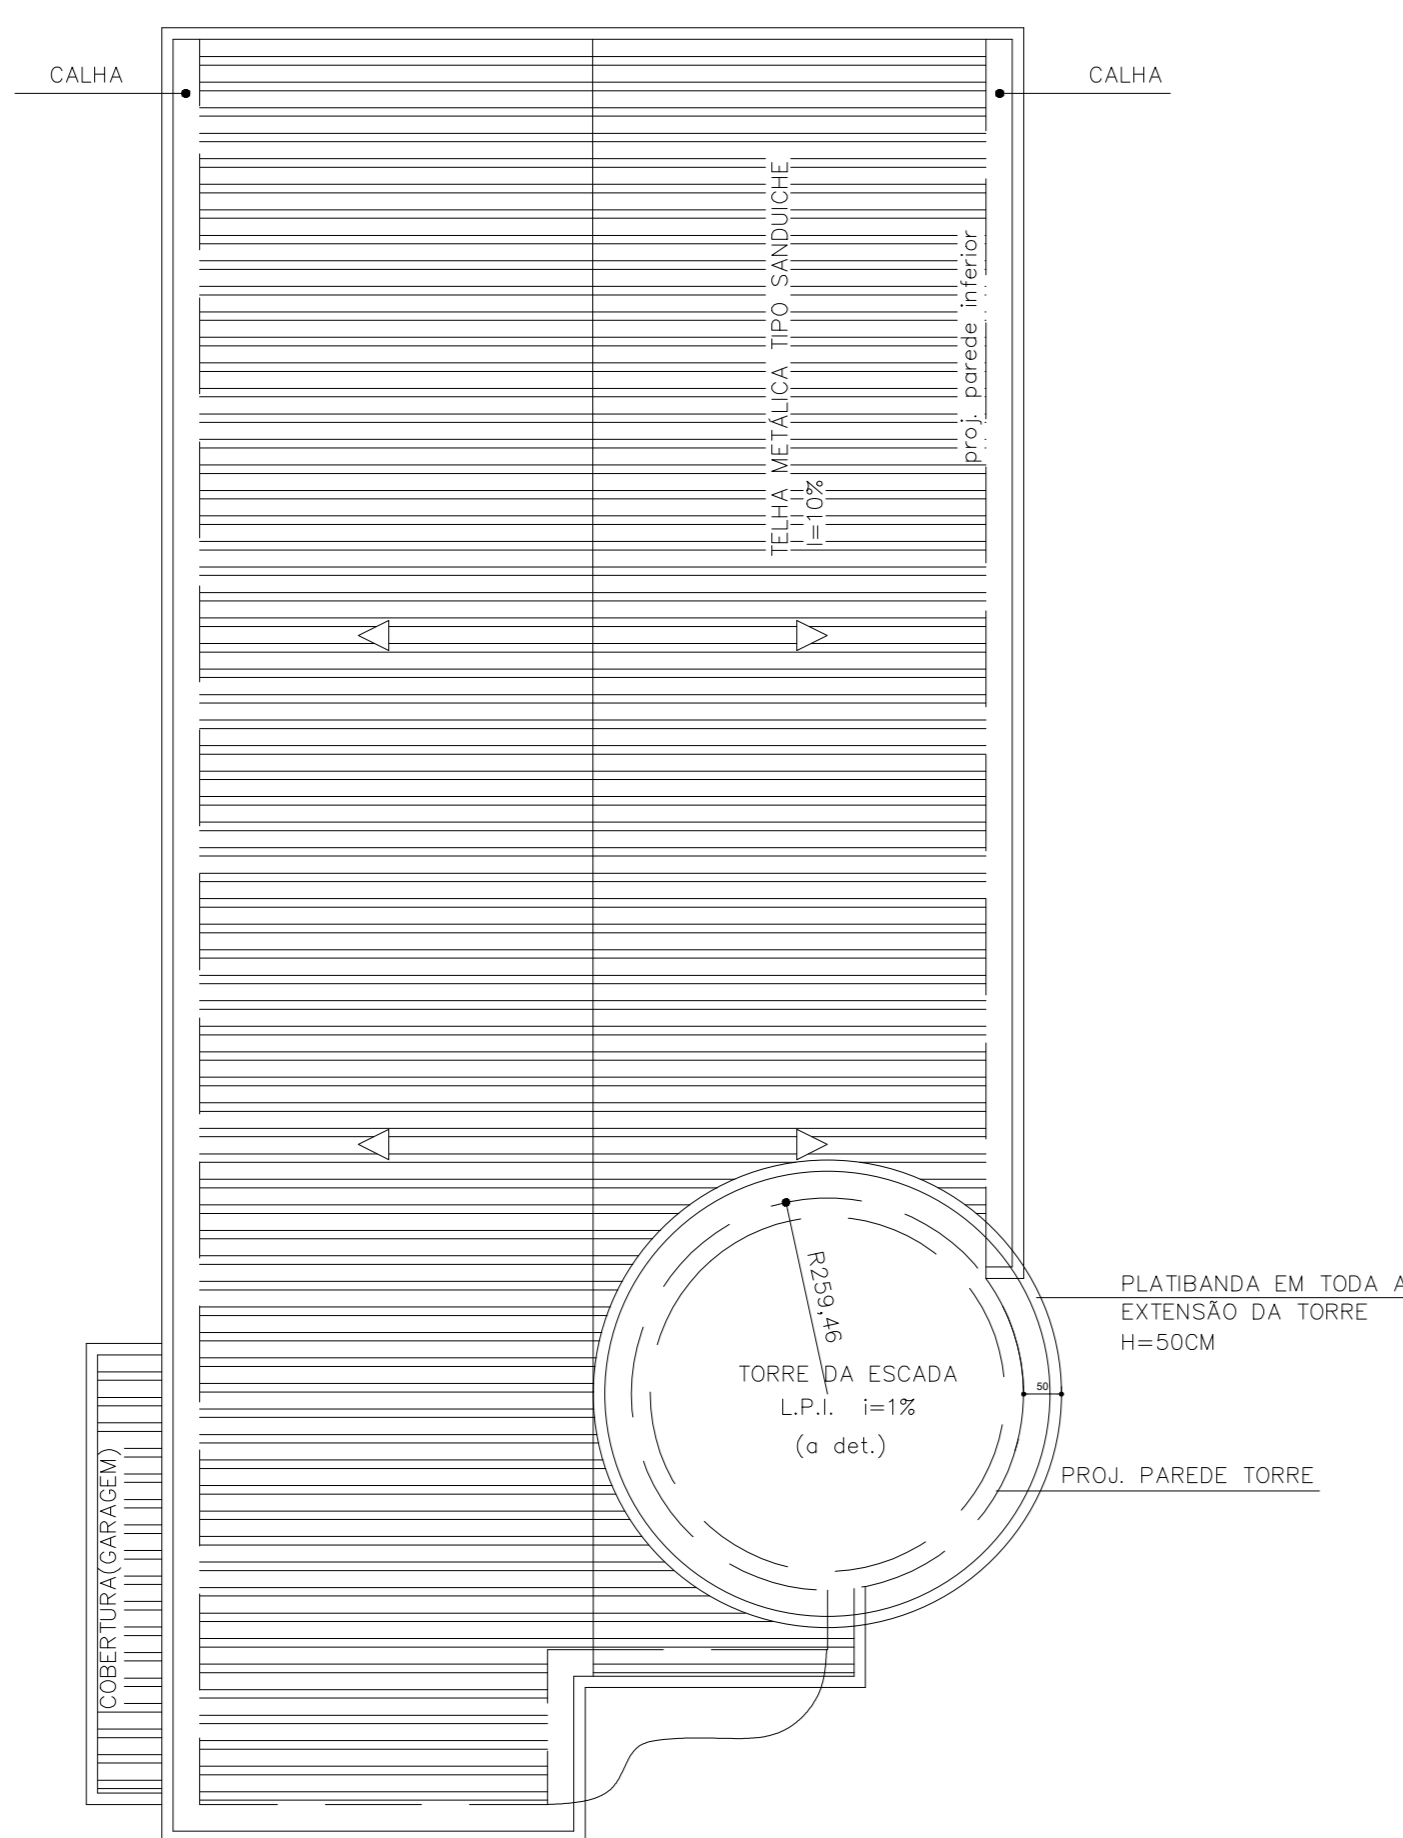 CALHA
CALHA
TELHA METÁLICA TIPO SANDUICHE
I=10%
proj. parede inferior
R259,46
PLATIBANDA EM TODA A
EXTENSÃO DA TORRE
H=50CM
TORRE DA ESCADA
L.P.I. i=1%
(a det.)
50
PROJ. PAREDE TORRE
COBERTURA(GARAGEM)